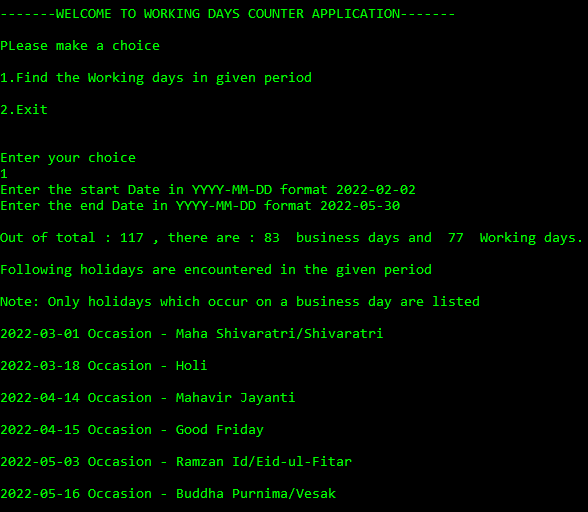 -------WELCOME TO WORKING DAYS COUNTER APPLICATION-------
PLease make a choice
1.Find the Working days in given period
2.Exit
Enter your choice
1
Enter the start Date in YYYY-MM-DD format 2022-02-02
Enter the end Date in YYYY-MM-DD format 2022-05-30
Out of total : 117 , there are : 83  business days and  77  Working days.
Following holidays are encountered in the given period
Note: Only holidays which occur on a business day are listed
2022-03-01 Occasion - Maha Shivaratri/Shivaratri
2022-03-18 Occasion - Holi
2022-04-14 Occasion - Mahavir Jayanti
2022-04-15 Occasion - Good Friday
2022-05-03 Occasion - Ramzan Id/Eid-ul-Fitar
2022-05-16 Occasion - Buddha Purnima/Vesak